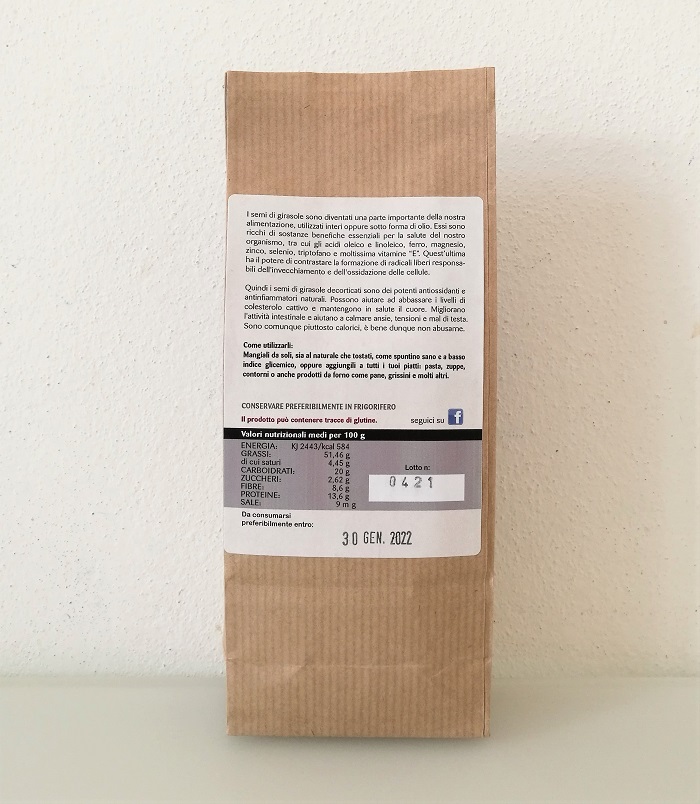 I semi di girasole sono diventati una parte importante della nostra
alimentazione, utilizzati interi oppure sotto forma di olio. Essi sono
ricchi di sostanze benefiche essenziali per la salute del nostro
organismo, tra cui gli acidi oleico e linoleico, ferro, magnesio,
zinco, selenio, triptofano e moltissima vitamine "E". Quest'ultima
ha il potere di contrastare la formazione di radicali liberi responsa-
bili dell'invecchiamento e dell'ossidazione delle cellule.
Quindi i semi di girasole decorticati sono dei potenti antiossidanti e
antinfiammatori naturali. Possono aiutare ad abbassare i livelli di
colesterolo cattivo e mantengono in salute il cuore. Migliorano
l'attività intestinale e aiutano a calmare ansie, tensioni e mal di testa.
Sono comunque piuttosto calorici, è bene dunque non abusarne.
Come utilizzarli:
Mangiali da soli, sia al naturale che tostati, come spuntino sano e a basso
indice glicemico, oppure aggiungili a tutti i tuoi piatti: pasta, zuppe,
contorni o anche prodotti da forno come pane, grissini e molti altri.
CONSERVARE PREFERIBILMENTE IN FRIGORIFERO
Il prodotto può contenere tracce di glutine. seguici su f
Valori nutrizionali medi per 100 g
ENERGIA: KJ 2443/kcal 584
GRASSI: 51,46 g
di cui saturi 4,45 g
CARBOIDRATI: 20 g
ZUCCHERI: 2,62 g
FIBRE: 8,6 g
PROTEINE: 13,6 g
SALE: 9 m g
Lotto n:
0421
Da consumarsi
preferibilmente entro:
30 GEN. 2022